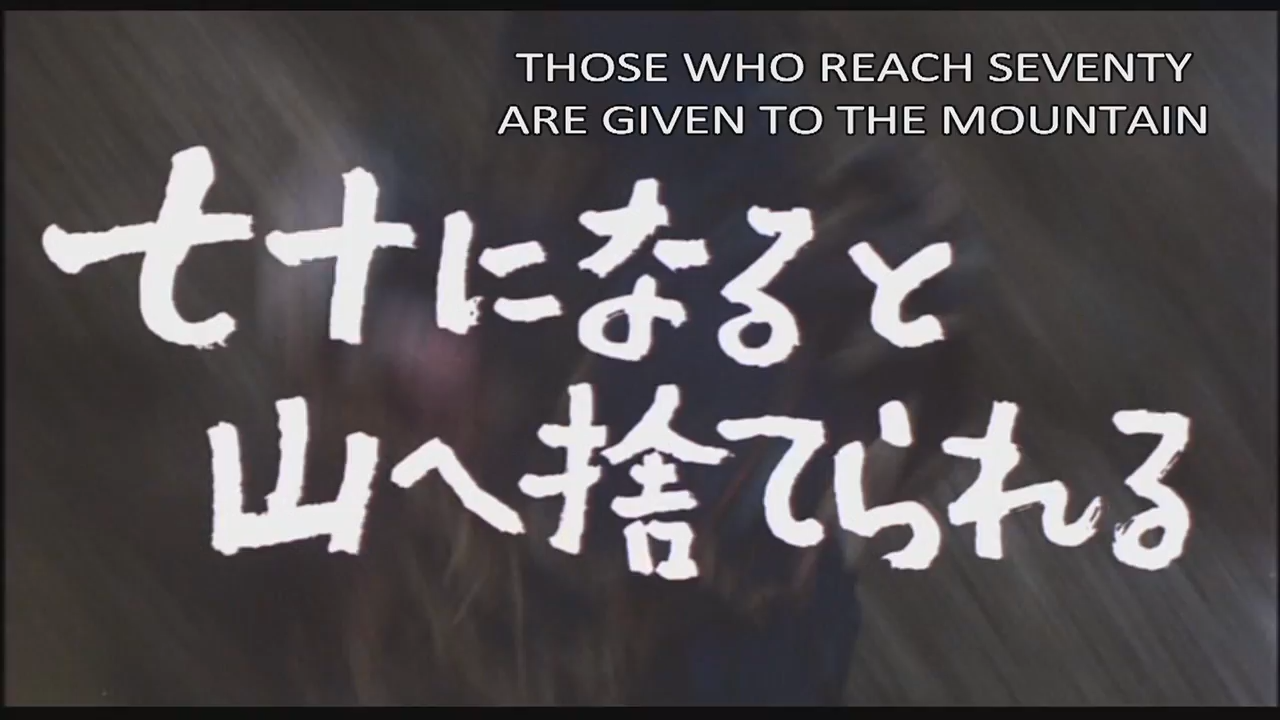 THOSE WHO REACH SEVENTY
ARE GIVEN TO THE MOUNTAIN
七十になると
山へ捨てられる